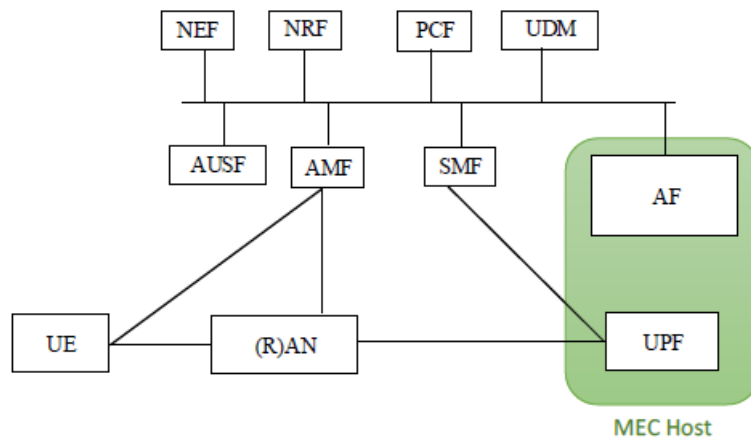 NEF
NRF
PCF
UDM
AUSF
AMF
SMF
AF
UE
(R)AN
UPF
MEC Host